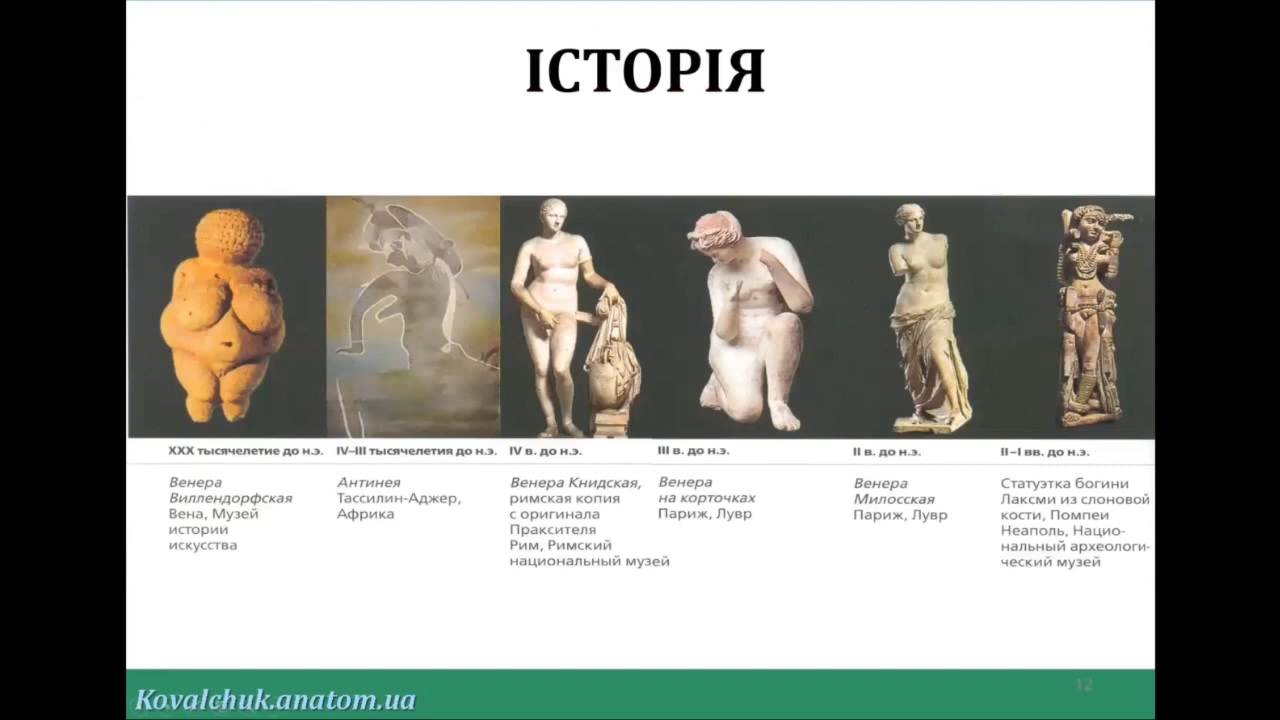 ІСТОРІЯ
XXX тысячелетие до н.э.
IV–III тысячелетия до н.э.
IV в. до н.э.
III в. до н.э.
II в. до н.э.
II–I вв. до н.э.
Венера
Виллендорфская
Вена, Музей
истории
искусства
Антинея
Тассилин-Аджер,
Африка
Венера Книдская,
римская копия
с оригинала
Праксителя
Рим, Римский
национальный музей
Венера
на корточках
Париж, Лувр
Венера
Милосская
Париж, Лувр
Статуэтка богини
Лаксми из слоновой
кости, Помпеи
Неаполь, Нацио-
нальный археологи-
ческий музей
Kovalchuk.anatom.ua
12